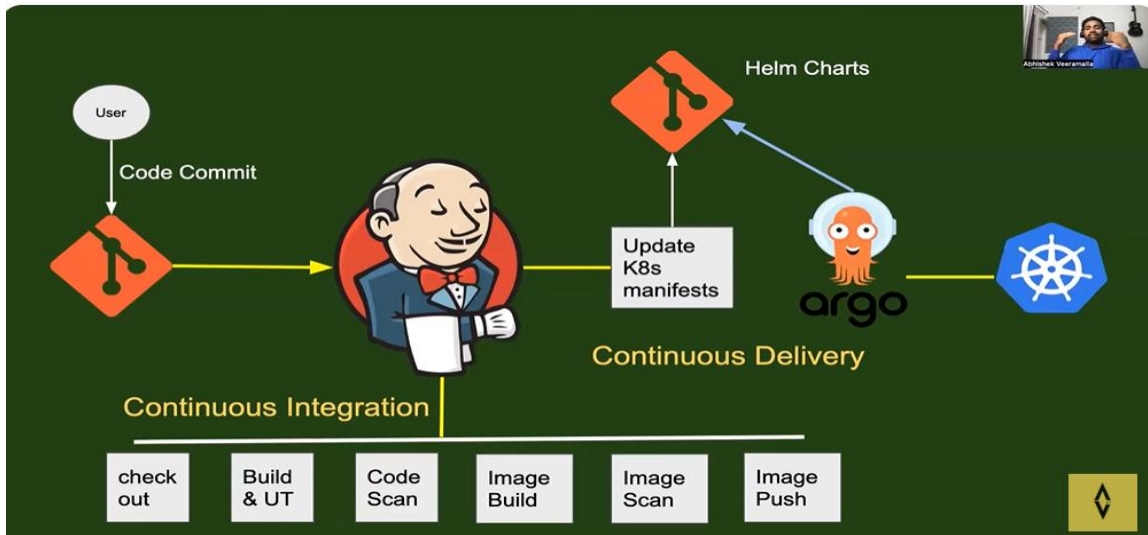 Abhishek Veeramalla
Helm Charts
User
Code Commit
Update
K8s
manifests
argo
Continuous Delivery
Continuous Integration
check
out
Build
& UT
Code
Scan
Image
Build
Image
Scan
Image
Push